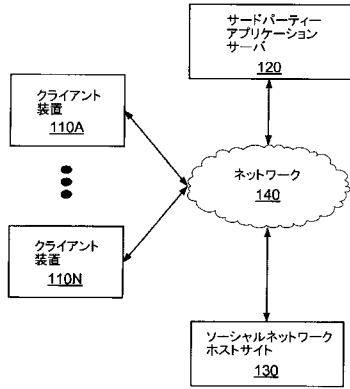 サードパーティー
アプリケーション
サーバ
120
クライアント
装置
110A
ネットワーク
140
クライアント
装置
110N
ソーシャルネットワーク
ホストサイト
130